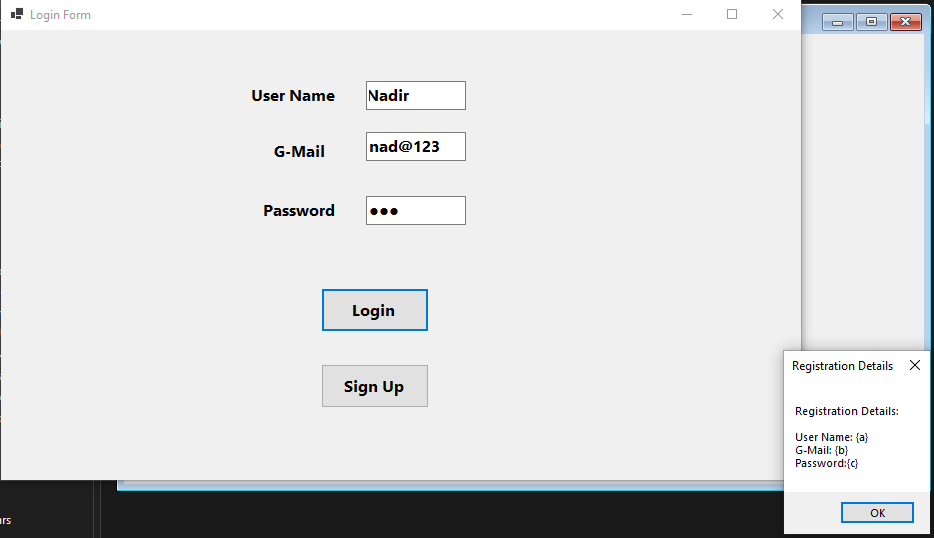 Login Form
User Name
Nadir
G-Mail
nad@123
Password
●●●
Login
Sign Up
Registration Details
Registration Details:
User Name: {a}
G-Mail: {b}
Password:{c}
OK